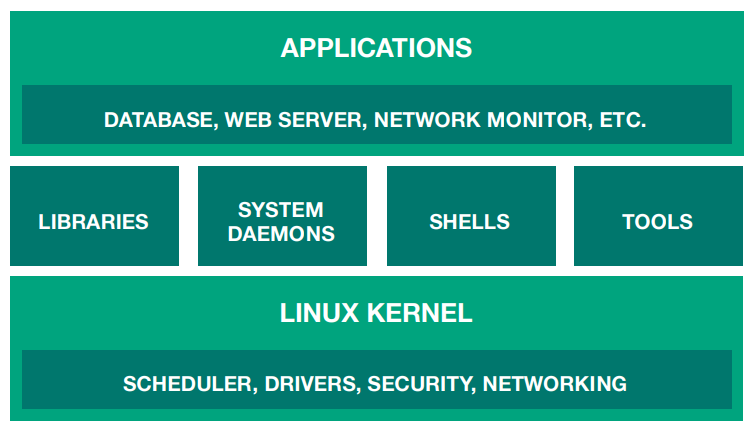 APPLICATIONS
DATABASE, WEB SERVER, NETWORK MONITOR, ETC.
LIBRARIES
SYSTEM
DAEMONS
SHELLS
TOOLS
LINUX KERNEL
SCHEDULER, DRIVERS, SECURITY, NETWORKING